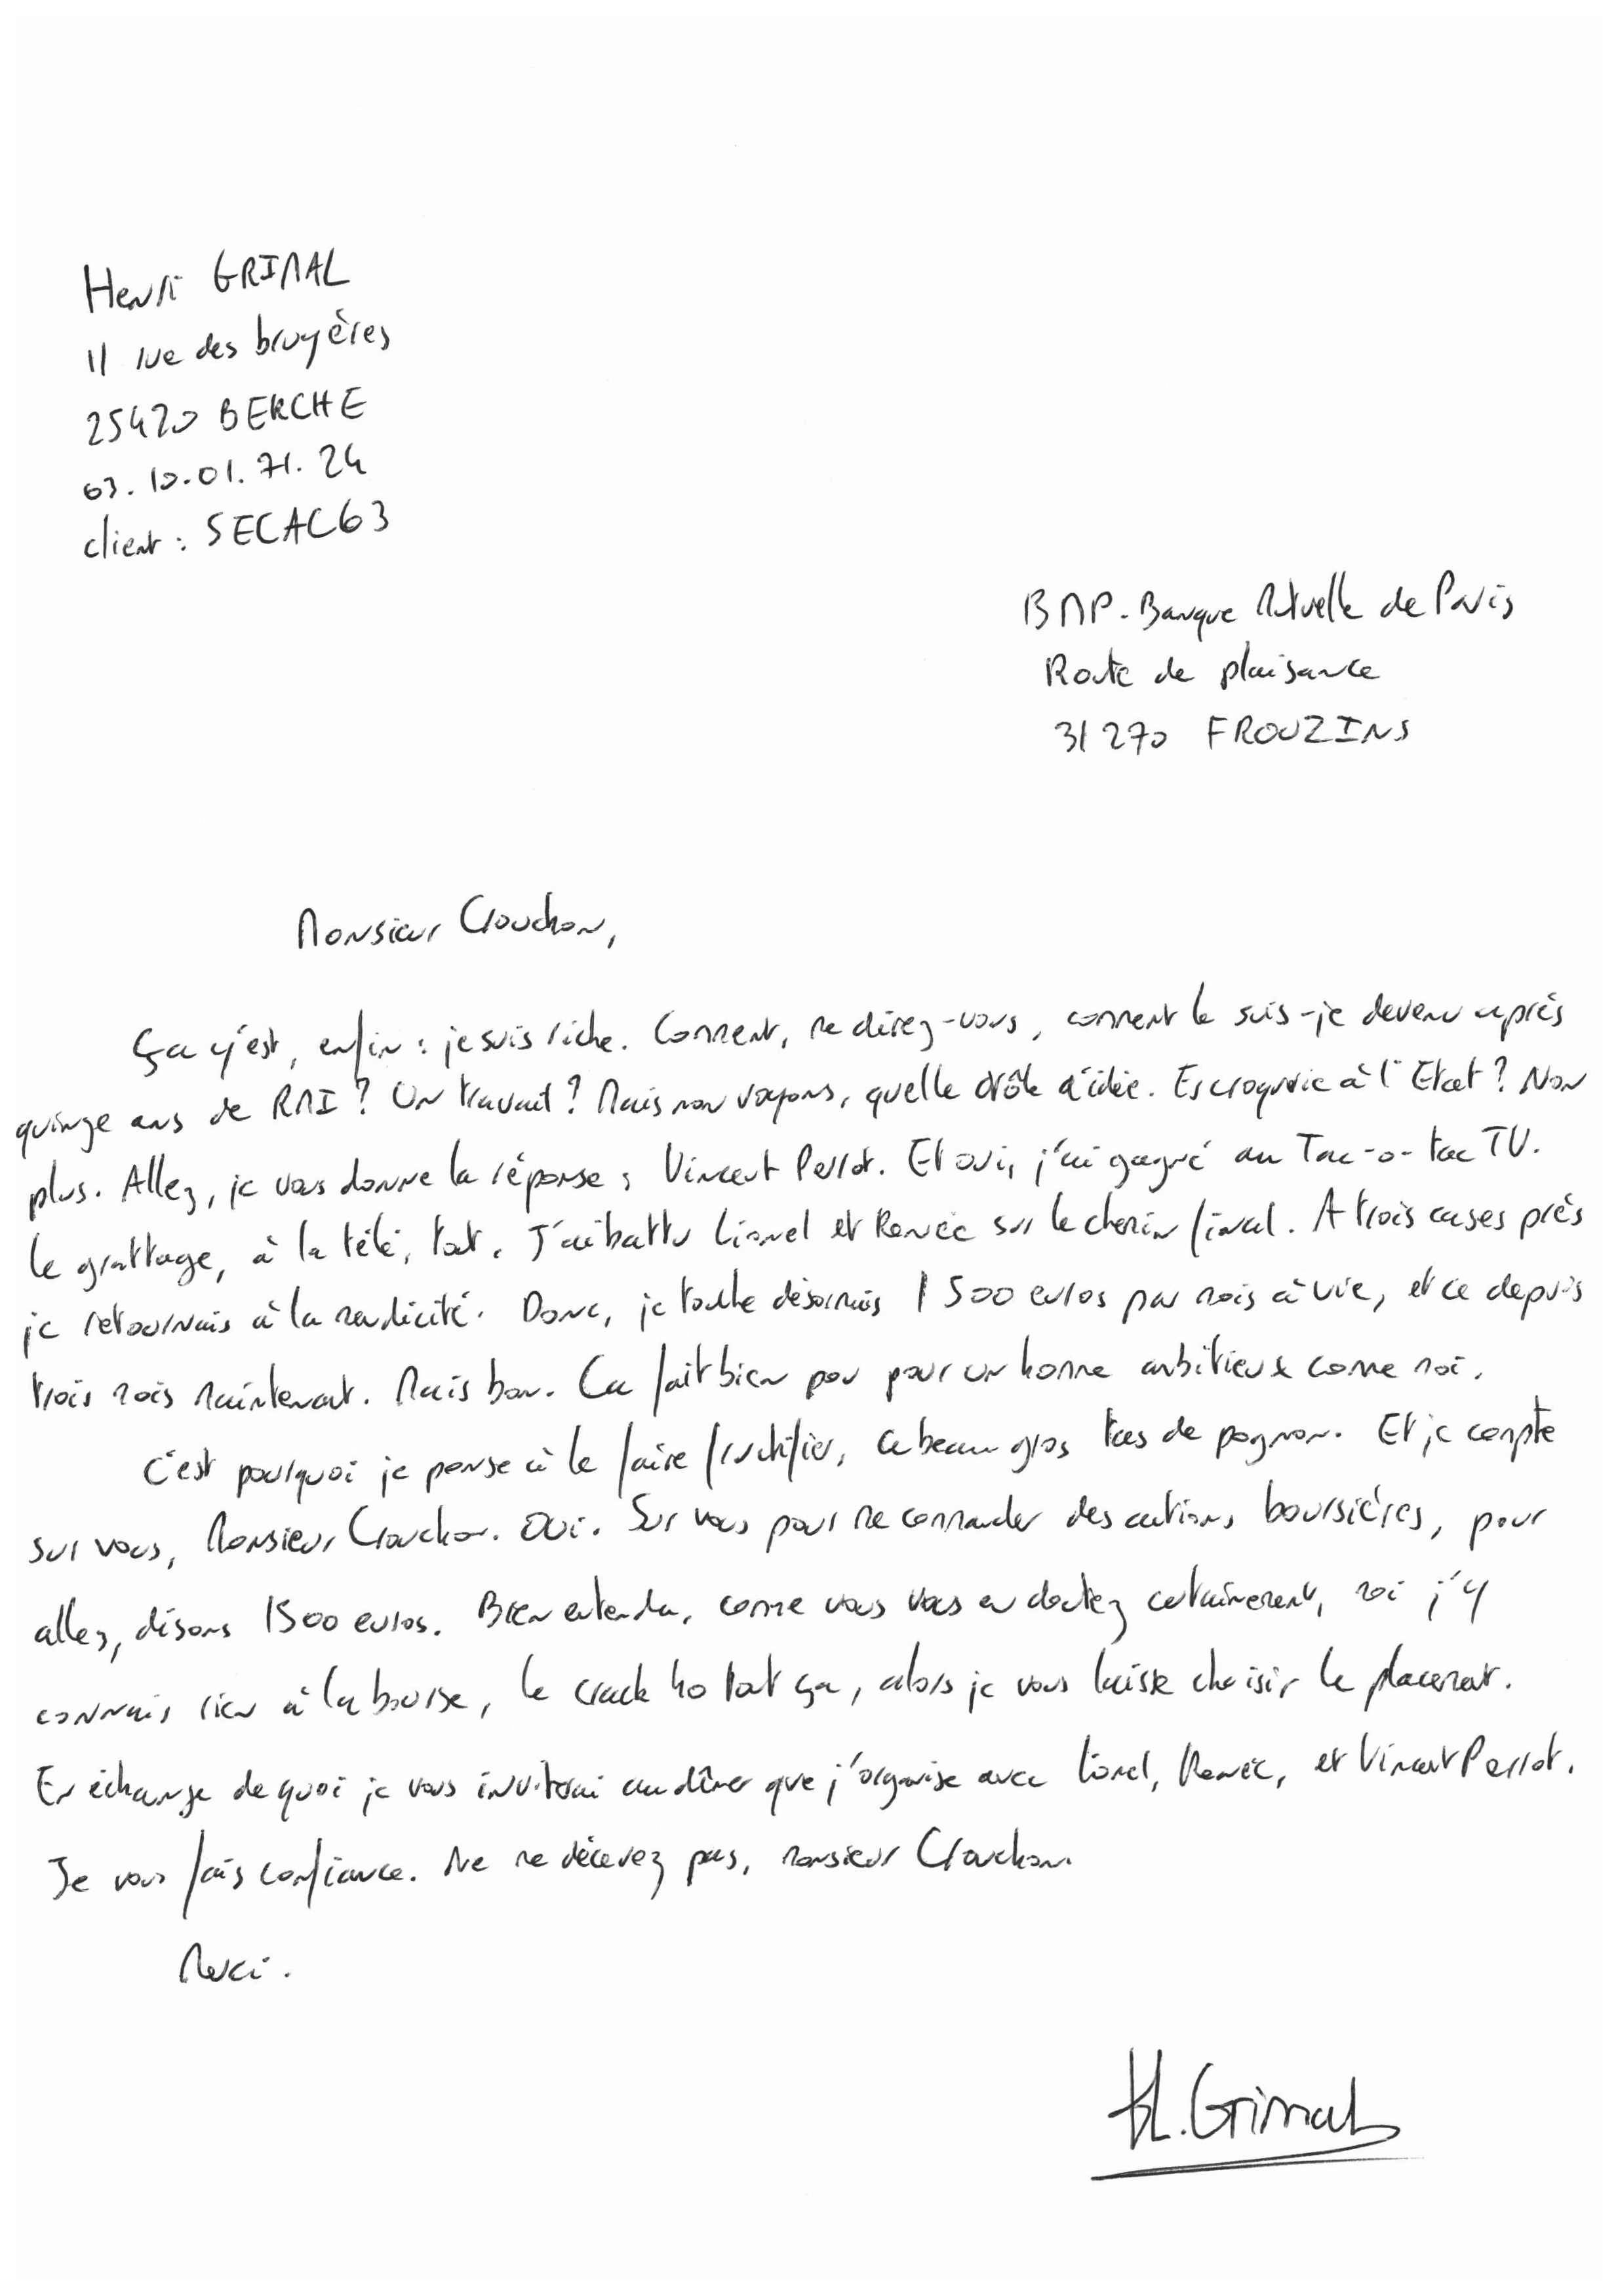 Henri GRIMAL
11 rue des bruyères
25420 BERCHE
03.10.01.71.24
client : SECAC63
BMP - Banque Mutuelle de Paris
Route de plaisance
31270 FROUZINS
Monsieur Crouchon,
Ça y'est, enfin : je suis riche. Comment, me direz-vous, comment le suis-je devenu après
quinze ans de RMI ? Un travail ? Mais non voyons, quelle drôle d'idée. Escroquerie à l'Etat ? Non
plus. Allez, je vous donne la réponse : Vincent Perrot. Et oui, j'ai gagné au Tac-o-tac TV.
Le grattage, à la télé, tout. J'ai battu Lionel et Renée sur le chemin final. A trois cases près
je retournais à la mendicité. Donc, je touche désormais 1 500 euros par mois à vie, et ce depuis
trois mois maintenant. Mais bon. Ca fait bien peu pour un homme ambitieux comme moi.
C'est pourquoi je pense à le faire fructifier, ce beau gros tas de pognon. Et je compte
sur vous, Monsieur Crouchon. Oui. Sur vous pour me commander des actions boursières, pour
allez, disons 1500 euros. Bien entendu, comme vous vous en doutez certainement, moi j'y
connais rien à la bourse, le crack 40 tout ça, alors je vous laisse choisir le placement.
En échange de quoi je vous inviterai au dîner que j'organise avec Lionel, Renée, et Vincent Perrot.
Je vous fais confiance. Ne me décevez pas, monsieur Crouchon.
Merci.
H. Grimal